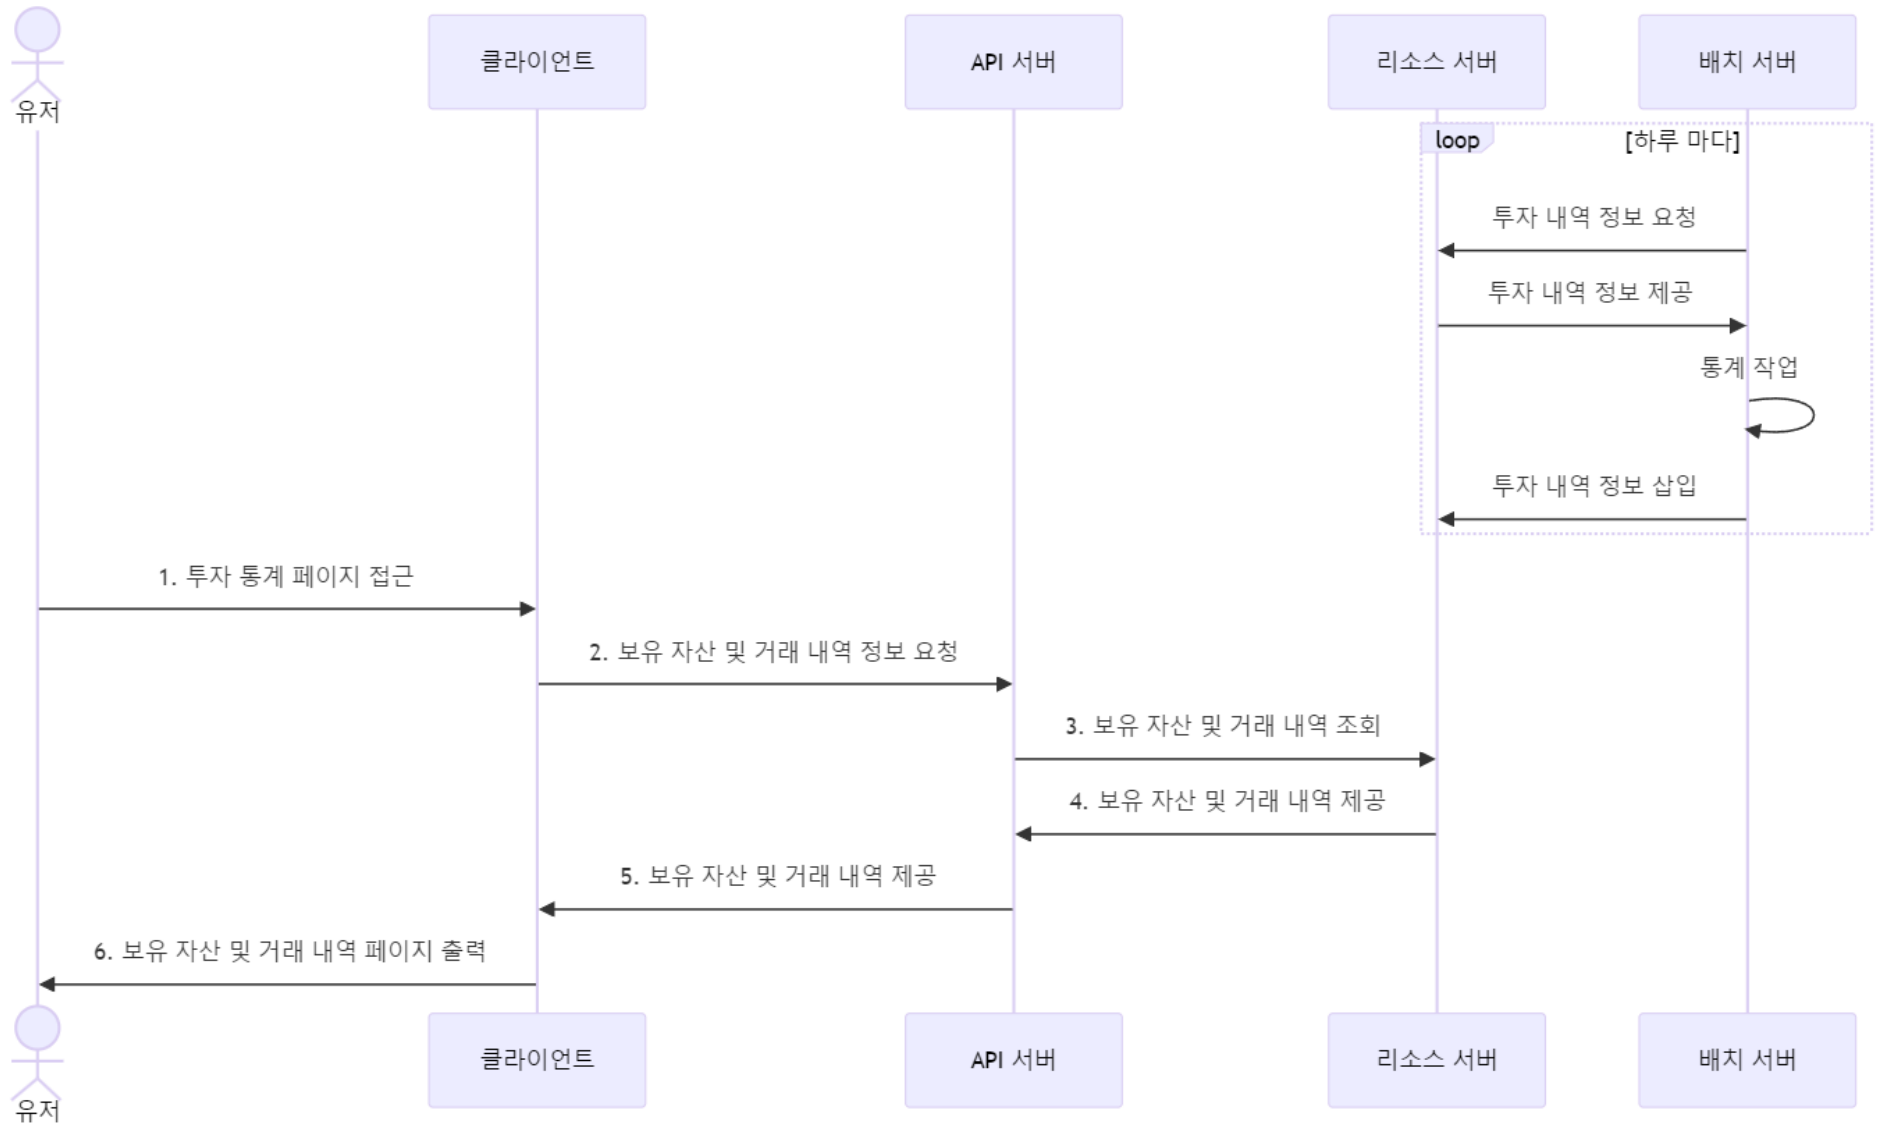 유저
클라이언트
API 서버
리소스 서버
배치 서버
loop
[하루 마다]
투자 내역 정보 요청
투자 내역 정보 제공
통계 작업
투자 내역 정보 삽입
1. 투자 통계 페이지 접근
2. 보유 자산 및 거래 내역 정보 요청
3. 보유 자산 및 거래 내역 조회
4. 보유 자산 및 거래 내역 제공
5. 보유 자산 및 거래 내역 제공
6. 보유 자산 및 거래 내역 페이지 출력
유저
클라이언트
API 서버
리소스 서버
배치 서버